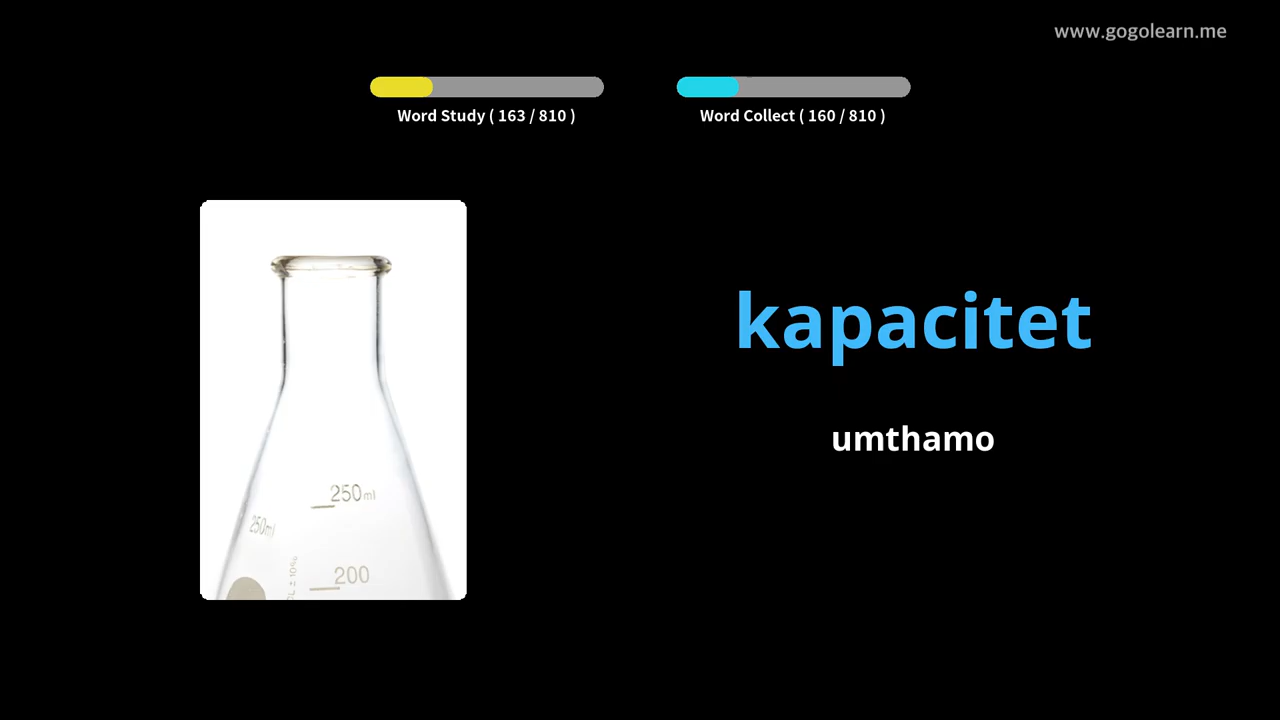 www.gogolearn.me
Word Study ( 163 / 810 )
Word Collect ( 160 / 810 )
kapacitet
umthamo
250ml
250ml
200